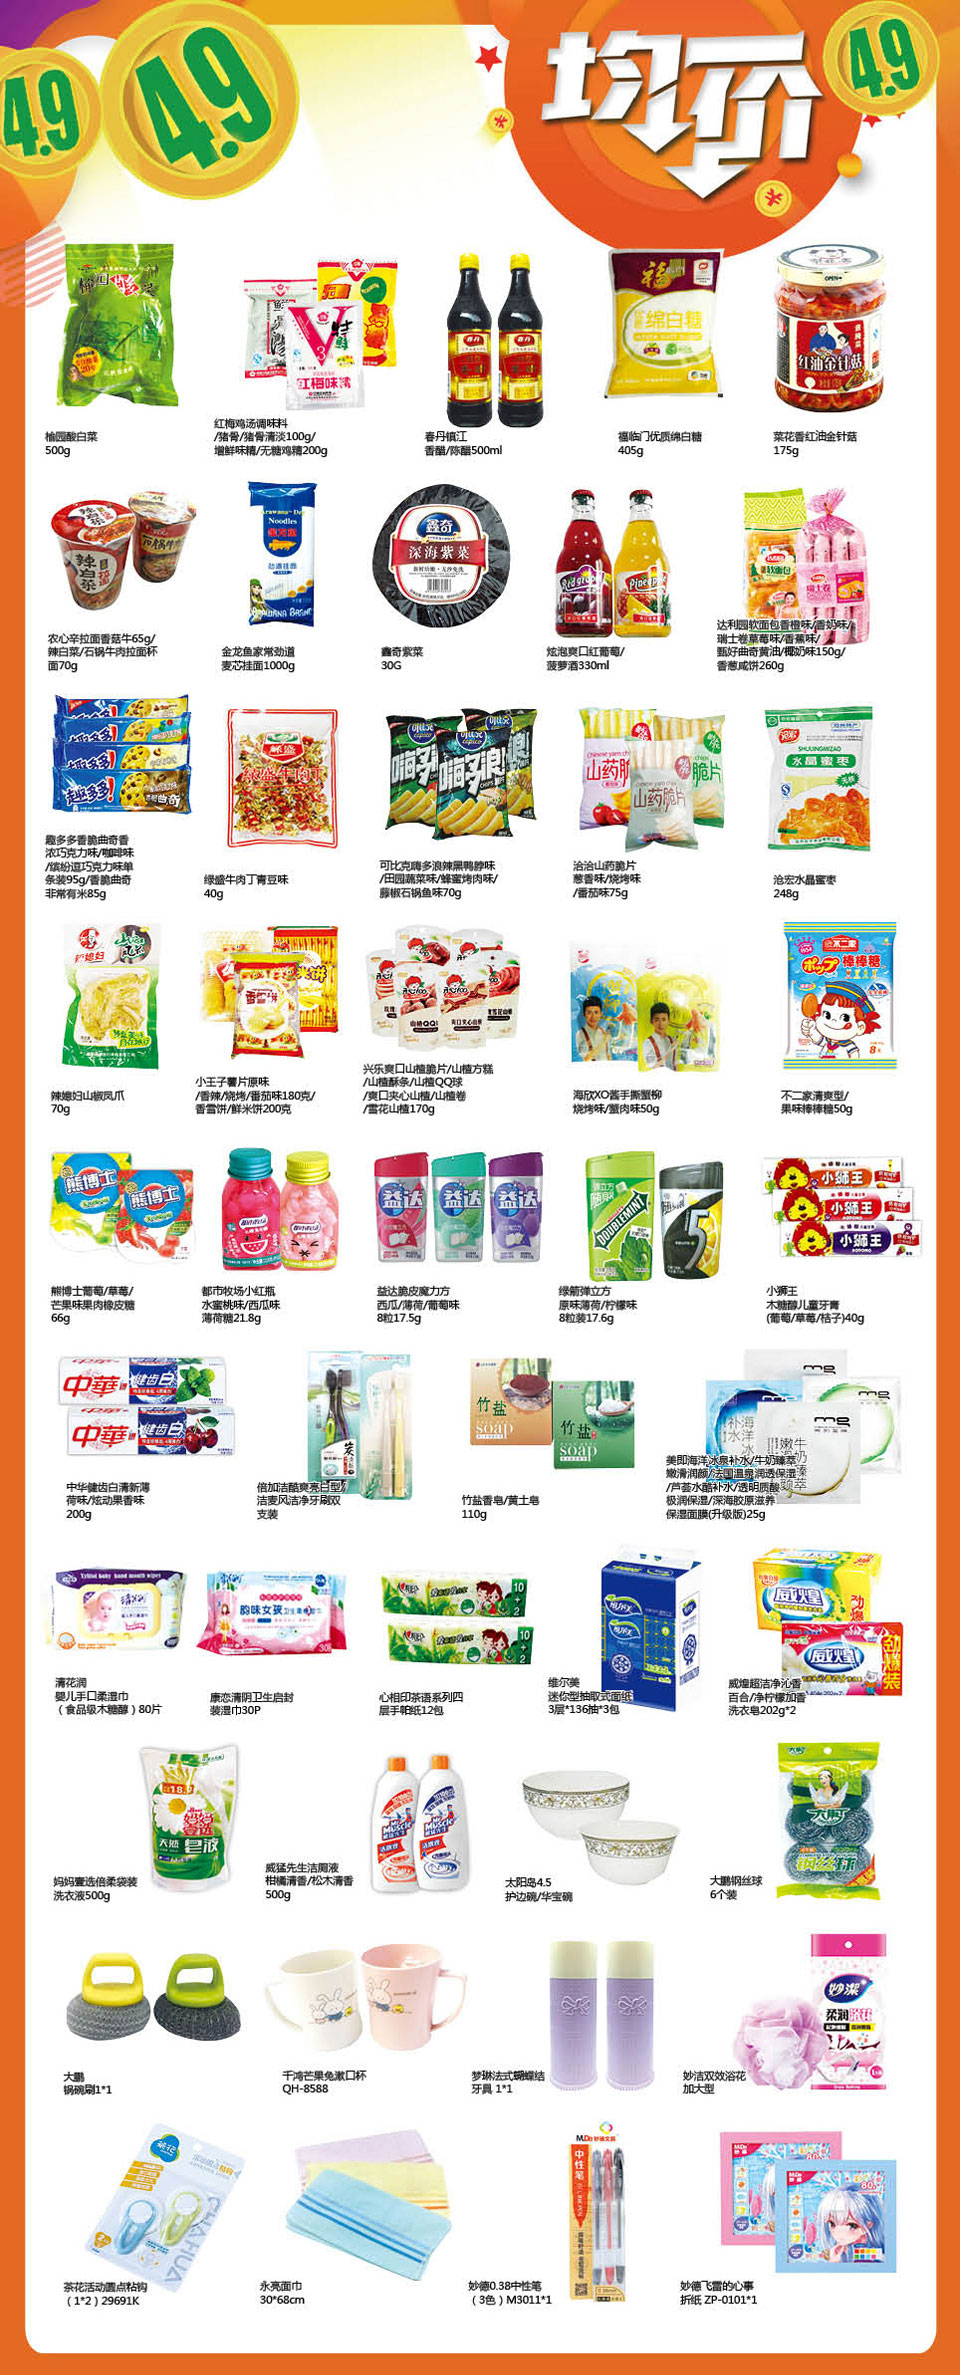 4.9
4.9
均价
4.9
榆园酸白菜
500g
红梅鸡汤调味料
/猪骨/猪骨清淡100g/
增鲜味精/无糖鸡精200g
春丹镇江
香醋/陈醋500ml
福临门优质绵白糖
405g
菜花香红油金针菇
175g
农心辛拉面香菇牛65g/
辣白菜/石锅牛肉拉面杯
面70g
金龙鱼家常劲道
麦芯挂面1000g
鑫奇紫菜
30G
炫泡爽口红葡萄/
菠萝酒330ml
达利园软面包香橙味/香奶味/
瑞士卷草莓味/香蕉味/
甄好曲奇黄油/椰奶味150g/
香葱咸饼260g
趣多多香脆曲奇香
浓巧克力味/咖啡味
/缤纷逗巧克力味单
条装95g/香脆曲奇
非常有米85g
绿盛牛肉丁青豆味
40g
可比克嗨多浪辣黑鸭脖味
/田园蔬菜味/蜂蜜烤肉味/
藤椒石锅鱼味70g
洽洽山药脆片
葱香味/烧烤味
/番茄味75g
沧宏水晶蜜枣
248g
辣媳妇山椒凤爪
70g
小王子薯片原味
/香辣/烧烤/番茄味180克/
香雪饼/鲜米饼200克
兴乐爽口山楂脆片/山楂方糕
/山楂酥条/山楂QQ球
/爽口夹心山楂/山楂卷
/雪花山楂170g
海欣XO酱手撕蟹柳
烧烤味/蟹肉味50g
不二家清爽型/
果味棒棒糖50g
熊博士葡萄/草莓/
芒果味果肉橡皮糖
66g
都市牧场小红瓶
水蜜桃味/西瓜味
薄荷糖21.8g
益达脆皮魔力方
西瓜/薄荷/葡萄味
8粒17.5g
绿箭弹立方
原味薄荷/柠檬味
8粒装17.6g
小狮王
木糖醇儿童牙膏
(葡萄/草莓/桔子)40g
中华健齿白清新薄
荷味/炫动果香味
200g
倍加洁酷爽亮白型/
洁麦风洁净牙刷双
支装
竹盐香皂/黄土皂
110g
美即海洋冰泉补水/牛奶臻萃
嫩滑润颜/法国温泉润透保湿
/芦荟水酷补水/透明质酸
极润保湿/深海胶原滋养
保湿面膜(升级版)25g
清花润
婴儿手口柔湿巾
（食品级木糖醇）80片
康恋清阴卫生启封
装湿巾30P
心相印茶语系列四
层手帕纸12包
维尔美
迷你型抽取式面纸
3层*136抽*3包
威煌超洁净沁香
百合/净柠檬加香
洗衣皂202g*2
妈妈壹选倍柔袋装
洗衣液500g
威猛先生洁厕液
柑橘清香/松木清香
500g
太阳岛4.5
护边碗/华宝碗
大鹏钢丝球
6个装
大鹏
锅碗刷1*1
千鸿芒果兔漱口杯
QH-8588
梦琳法式蝴蝶结
牙具 1*1
妙洁双效浴花
加大型
茶花活动圆点粘钩
（1*2）29691K
永亮面巾
30*68cm
妙德0.38中性笔
（3色）M3011*1
妙德飞雷的心事
折纸 ZP-0101*1